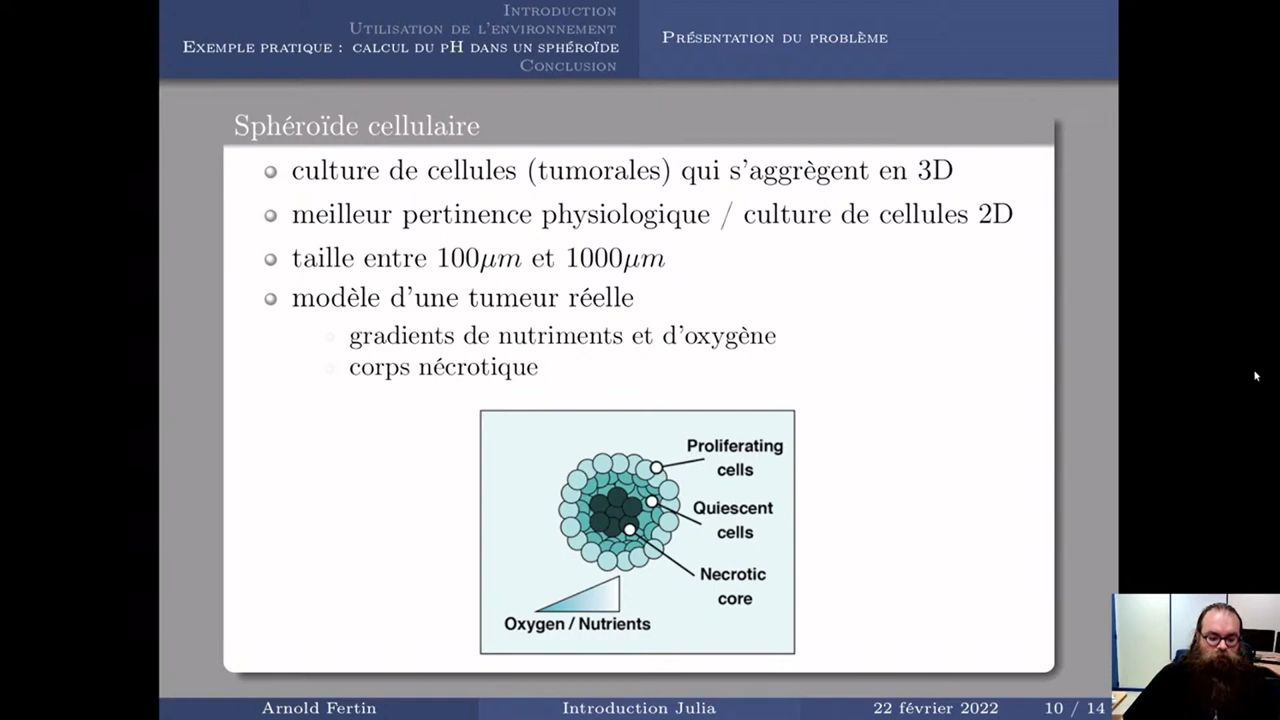 Introduction
Utilisation de l'environnement
Exemple pratique : calcul du pH dans un sphéroïde
Conclusion
Présentation du problème
Sphéroïde cellulaire
culture de cellules (tumorales) qui s'aggrègent en 3D
meilleur pertinence physiologique / culture de cellules 2D
taille entre 100μm et 1000μm
modèle d'une tumeur réelle
gradients de nutriments et d'oxygène
corps nécrotique
Proliferating
cells
Quiescent
cells
Necrotic
core
Oxygen / Nutrients
Arnold Fertin
Introduction Julia
22 février 2022
10 / 14